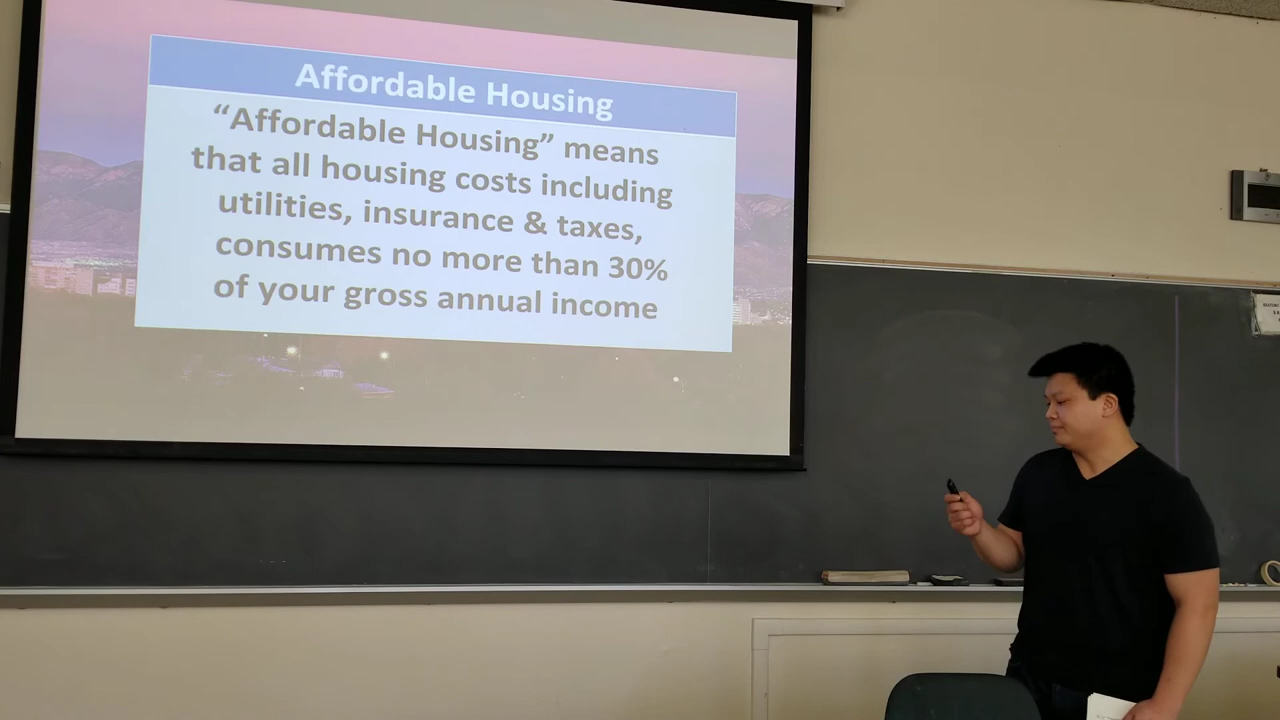 Affordable Housing
“Affordable Housing” means
that all housing costs including
utilities, insurance & taxes,
consumes no more than 30%
of your gross annual income